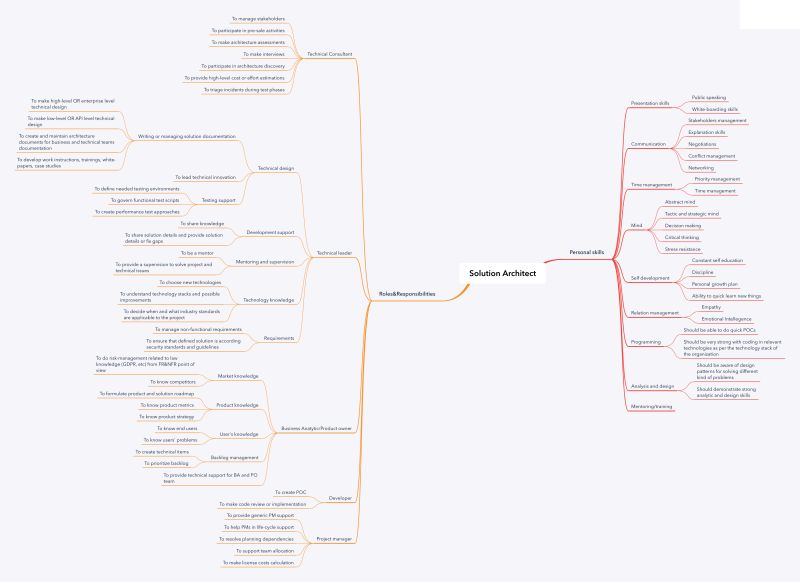 Solution Architect
Roles&Responsibilities
Technical Consultant
To manage stakeholders
To participate in pre-sale activities
To make architecture assessments
To make interviews
To participate in architecture discovery
To provide high-level cost or effort estimations
To triage incidents during test phases
Technical leader
Technical design
Writing or managing solution documentation
To make high-level OR enterprise level
technical design
To make low-level OR API level technical
design
To create and maintain architecture
documents for business and technical teams
documentation
To develop work instructions, trainings, white-
papers, case studies
To lead technical innovation
Testing support
To define needed testing environments
To govern functional test scripts
To create performance test approaches
Development support
To share knowledge
To share solution details and provide solution
details or fix gaps
Mentoring and supervision
To be a mentor
To provide a supervision to solve project and
technical issues
Technology knowledge
To choose new technologies
To understand technology stacks and possible
improvements
To decide when and what industry standards
are applicable to the project
Requirements
To manage non-functional requirements
To ensure that defined solution is according
security standards and guidelines
Business Analytic/Product owner
Market knowledge
To do risk-management related to law
knowledge (GDPR, etc) from FR&NFR point of
view
To know competitors
Product knowledge
To formulate product and solution roadmap
To know product metrics
To know product strategy
User's knowledge
To know end users
To know users' problems
Backlog management
To create technical items
To prioritize backlog
To provide technical support for BA and PO
team
Developer
To create POC
To make code review or implementation
Project manager
To provide generic PM support
To help PMs in life-cycle support
To resolve planning dependencies
To support team allocation
To make license costs calculation
Personal skills
Presentation skills
Public speaking
White-boarding skills
Communication
Stakeholders management
Explanation skills
Negotiations
Conflict management
Networking
Time management
Priority management
Time management
Mind
Abstract mind
Tactic and strategic mind
Decision making
Critical thinking
Stress resistance
Self development
Constant self education
Discipline
Personal growth plan
Ability to quick learn new things
Relation management
Empathy
Emotional Intellegence
Programming
Should be able to do quick POCs
Should be very strong with coding in relevant
technologies as per the technology stack of
the organization
Analysis and design
Should be aware of design
patterns for solving different
kind of problems
Should demonstrate strong
analytic and design skills
Mentoring/training